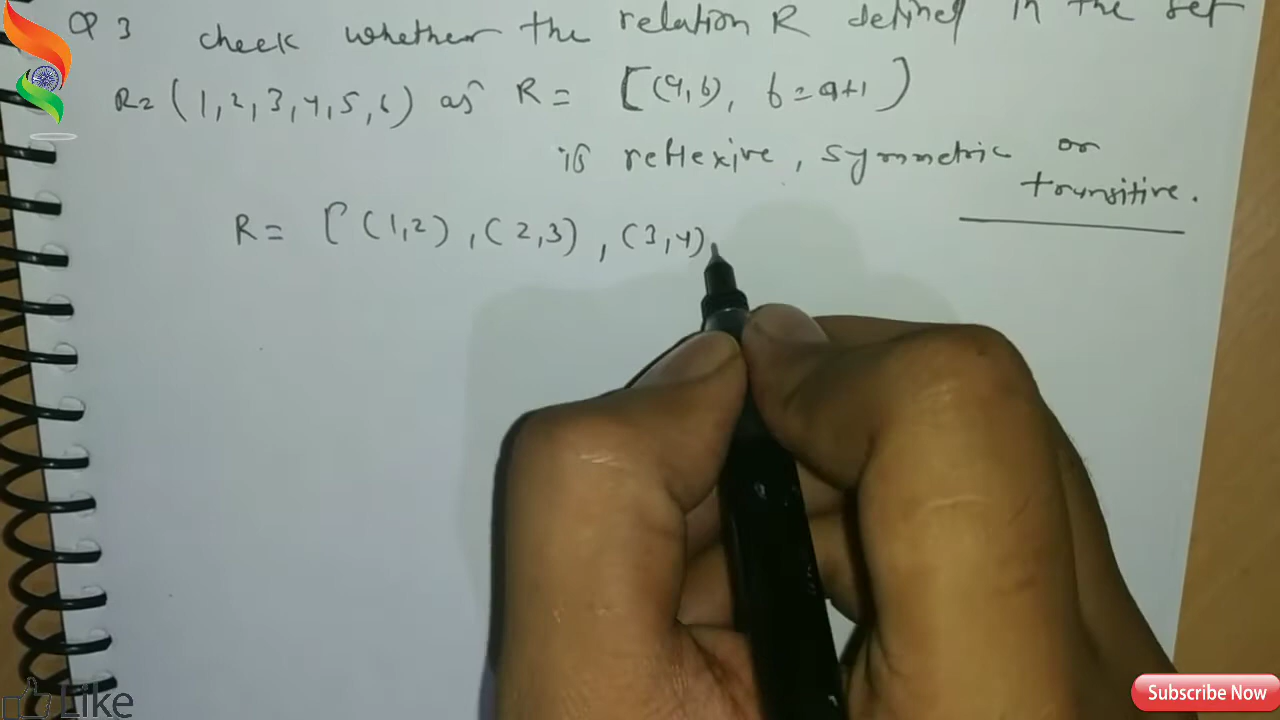 Q 3 check whether the relation R defined in the set
R= (1,2,3,4,5,6) as R = [(a,b), b=a+1)
is reflexive, symmetric or
transitive.
R= [(1,2), (2,3), (3,4),
Like
Subscribe Now